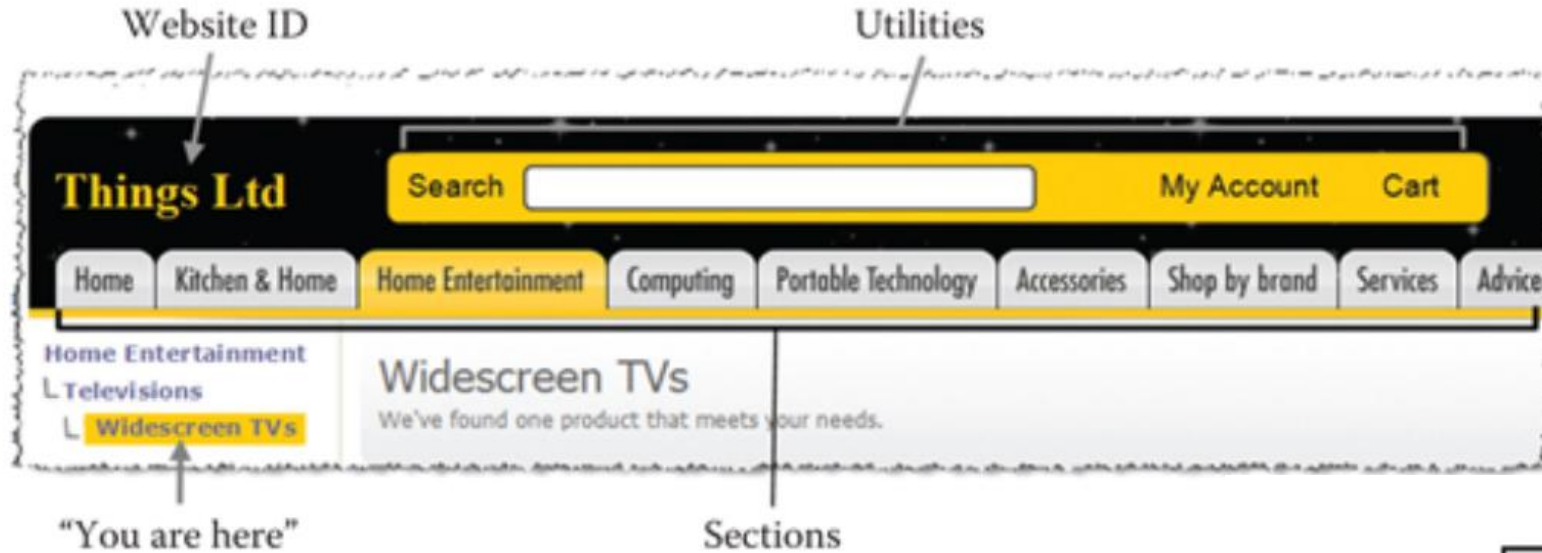 Website ID
Utilities
Things Ltd
Search
My Account
Cart
Home
Kitchen & Home
Home Entertainment
Computing
Portable Technology
Accessories
Shop by brand
Services
Advice
Home Entertainment
Televisions
Widescreen TVs
Widescreen TVs
We've found one product that meets your needs.
“You are here”
Sections